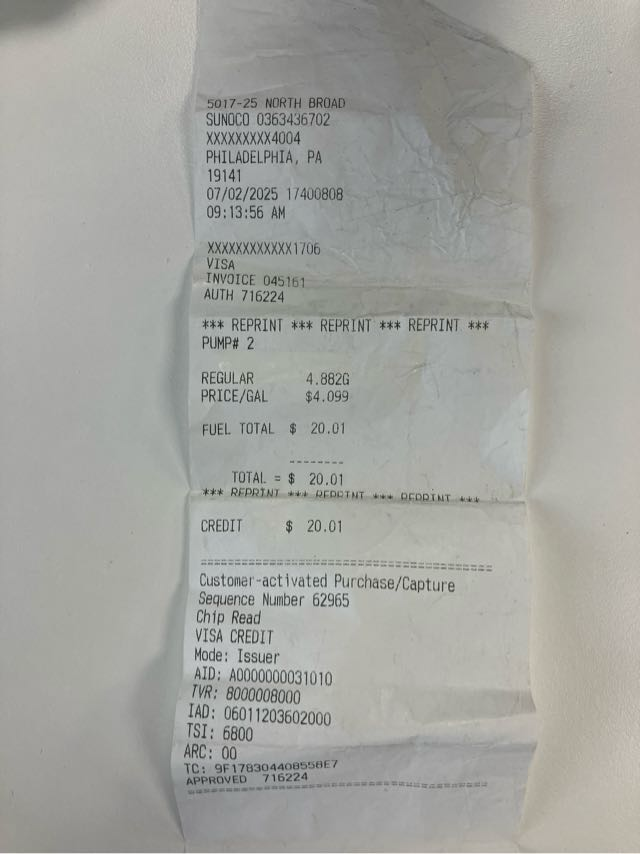 5017-25 NORTH BROAD
SUNOCO 0363436702
XXXXXXXXX4004
PHILADELPHIA, PA
19141
07/02/2025 17400808
09:13:56 AM
XXXXXXXXXXXX1706
VISA
INVOICE 045161
AUTH 716224
*** REPRINT *** REPRINT *** REPRINT ***
PUMP# 2
REGULAR 4.882G
PRICE/GAL $4.099
FUEL TOTAL $ 20.01
--------
TOTAL = $ 20.01
*** REPRINT *** REPRINT *** REPRINT ***
CREDIT $ 20.01
=====================================
Customer-activated Purchase/Capture
Sequence Number 62965
Chip Read
VISA CREDIT
Mode: Issuer
AID: A0000000031010
TVR: 8000008000
IAD: 06011203602000
TSI: 6800
ARC: 00
TC: 9F178304408558E7
APPROVED 716224
=====================================